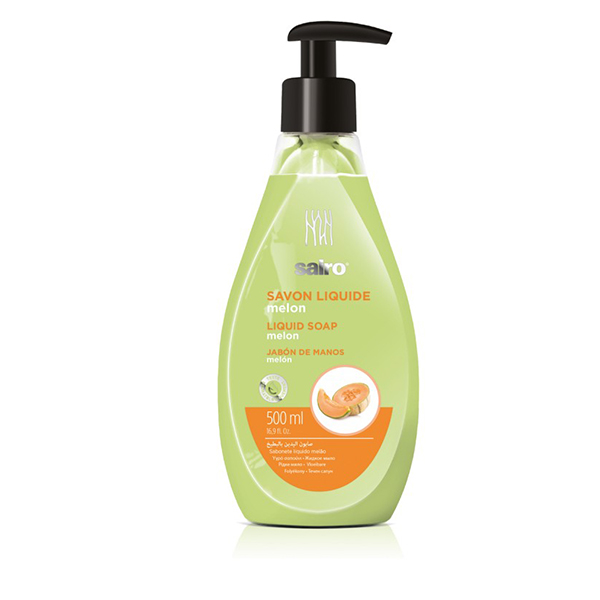 sairo®
SAVON LIQUIDE
melon
LIQUID SOAP
melon
JABÓN DE MANOS
melón
500 ml
16,9 fl. Oz.
صابون اليدين بالبطيخ
Sabonete líquido melão